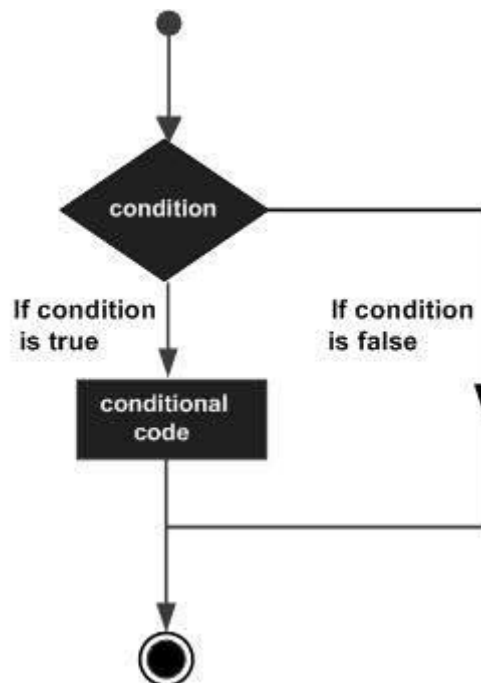 condition
If condition
is true
If condition
is false
conditional
code